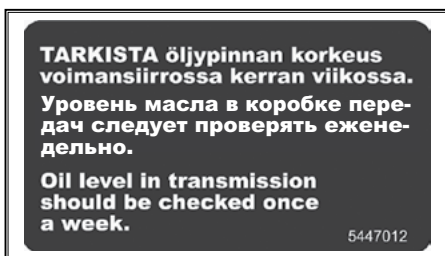 TARKISTA öljypinnan korkeus
voimansiirrossa kerran viikossa.
Уровень масла в коробке пере-
дач следует проверять ежене-
дельно.
Oil level in transmission
should be checked once
a week.
5447012